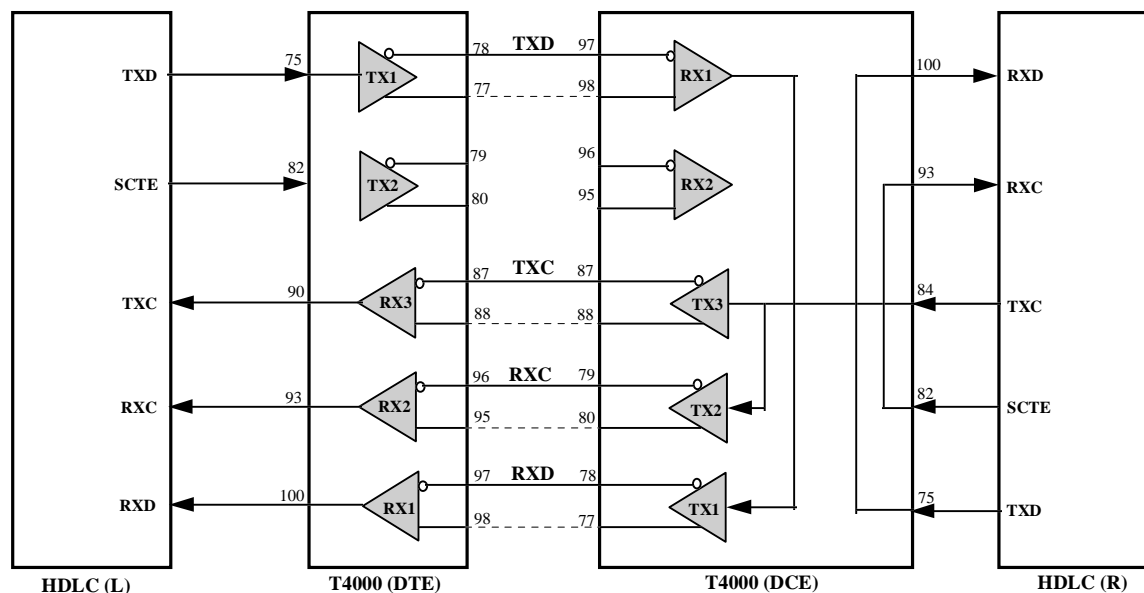 78 TXD 97
TXD 75 TX1 RX1 100 RXD
77 98
79 96
SCTE 82 TX2 RX2 93 RXC
80 95
87 TXC 87
TXC 90 RX3 TX3 84 TXC
88 88
96 RXC 79
RXC 93 RX2 TX2 82 SCTE
95 80
97 RXD 78
RXD 100 RX1 TX1 75 TXD
98 77
HDLC (L) T4000 (DTE) T4000 (DCE) HDLC (R)